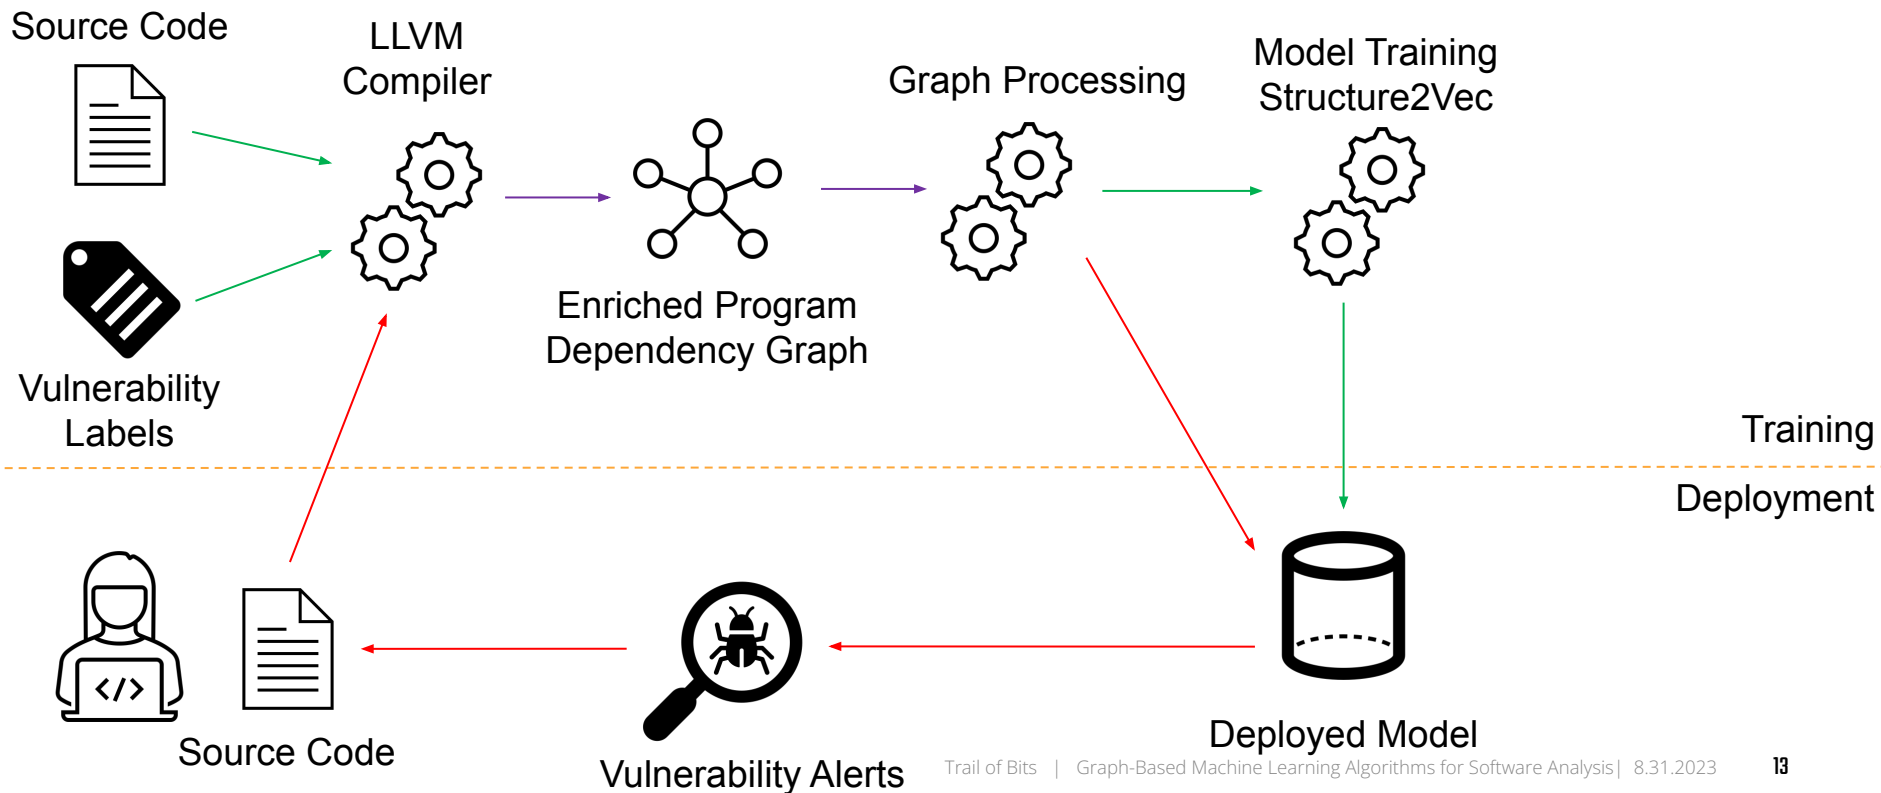 Source Code
LLVM
Compiler
Graph Processing
Model Training
Structure2Vec
Enriched Program
Dependency Graph
Vulnerability
Labels
Training
Deployment
</>
Source Code
Vulnerability Alerts
Deployed Model
Trail of Bits | Graph-Based Machine Learning Algorithms for Software Analysis| 8.31.2023 13